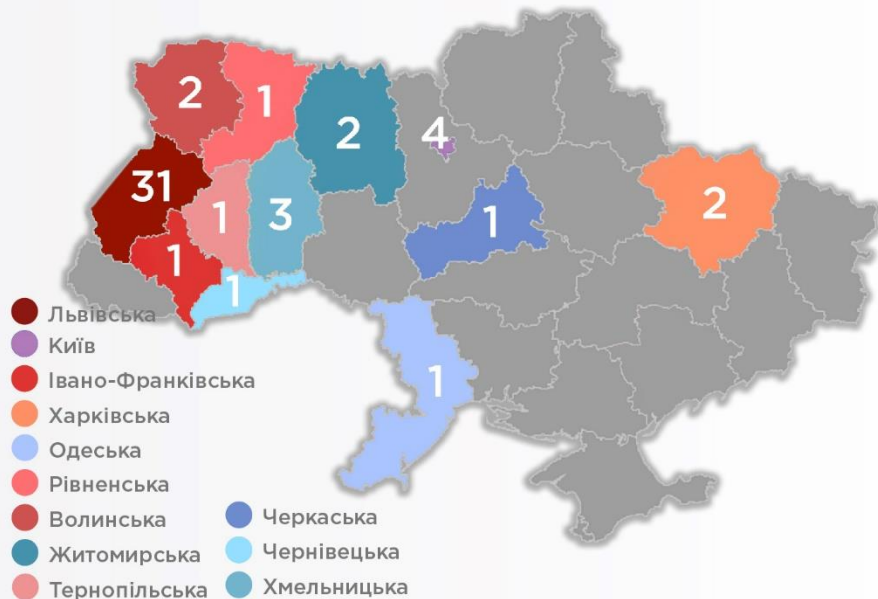 2
1
2
4
31
1
3
1
2
1
1
1
Львівська
Київ
Івано-Франківська
Харківська
Одеська
Рівненська
Волинська
Житомирська
Тернопільська
Черкаська
Чернівецька
Хмельницька